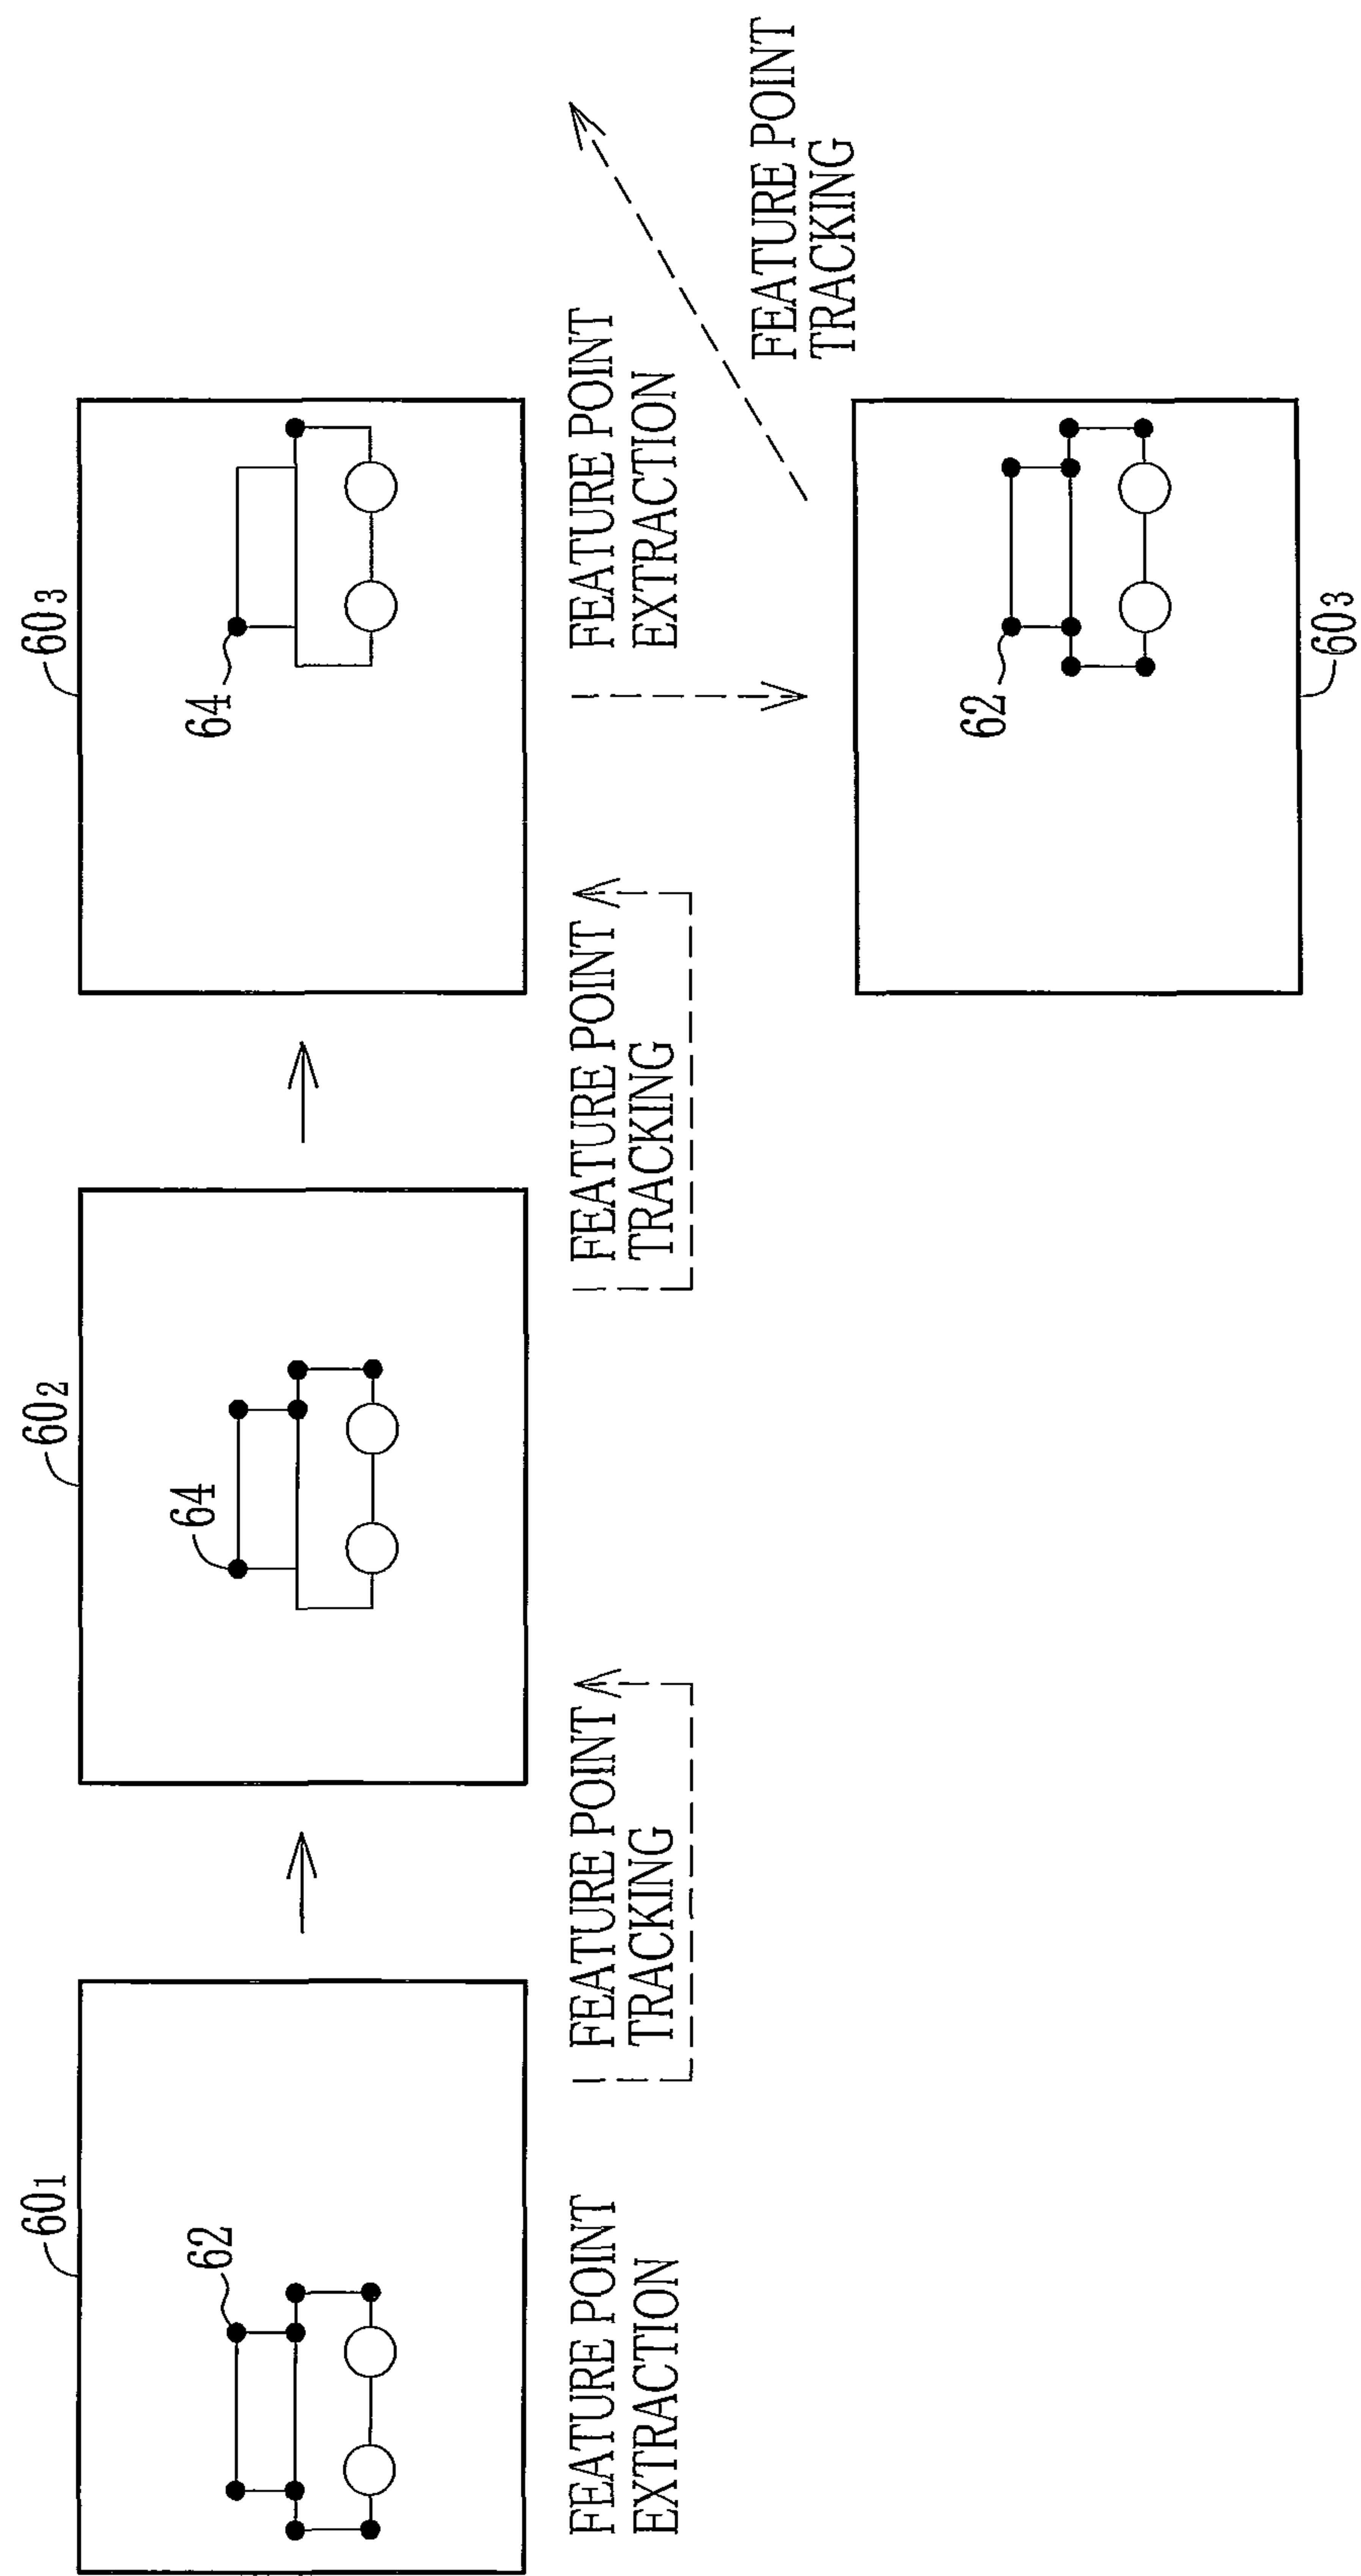 60₁
62
60₂
64
60₃
64
FEATURE POINT
EXTRACTION
FEATURE POINT
TRACKING
FEATURE POINT
TRACKING
FEATURE POINT
EXTRACTION
FEATURE POINT
TRACKING
62
60₃